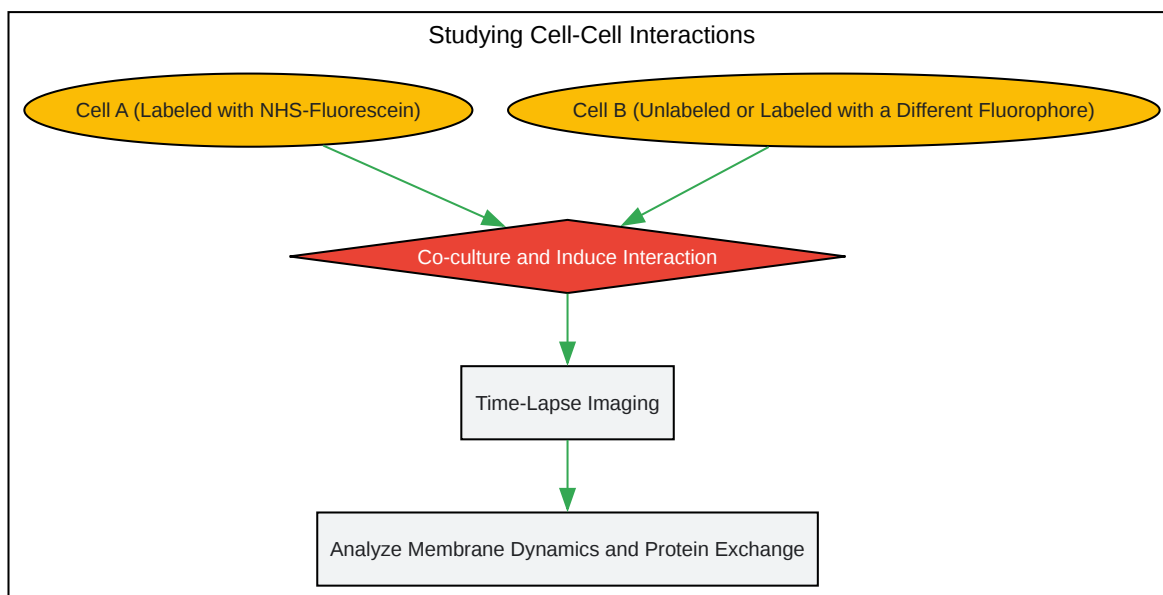 Studying Cell-Cell Interactions
Cell A (Labeled with NHS-Fluorescein)
Cell B (Unlabeled or Labeled with a Different Fluorophore)
Co-culture and Induce Interaction
Time-Lapse Imaging
Analyze Membrane Dynamics and Protein Exchange